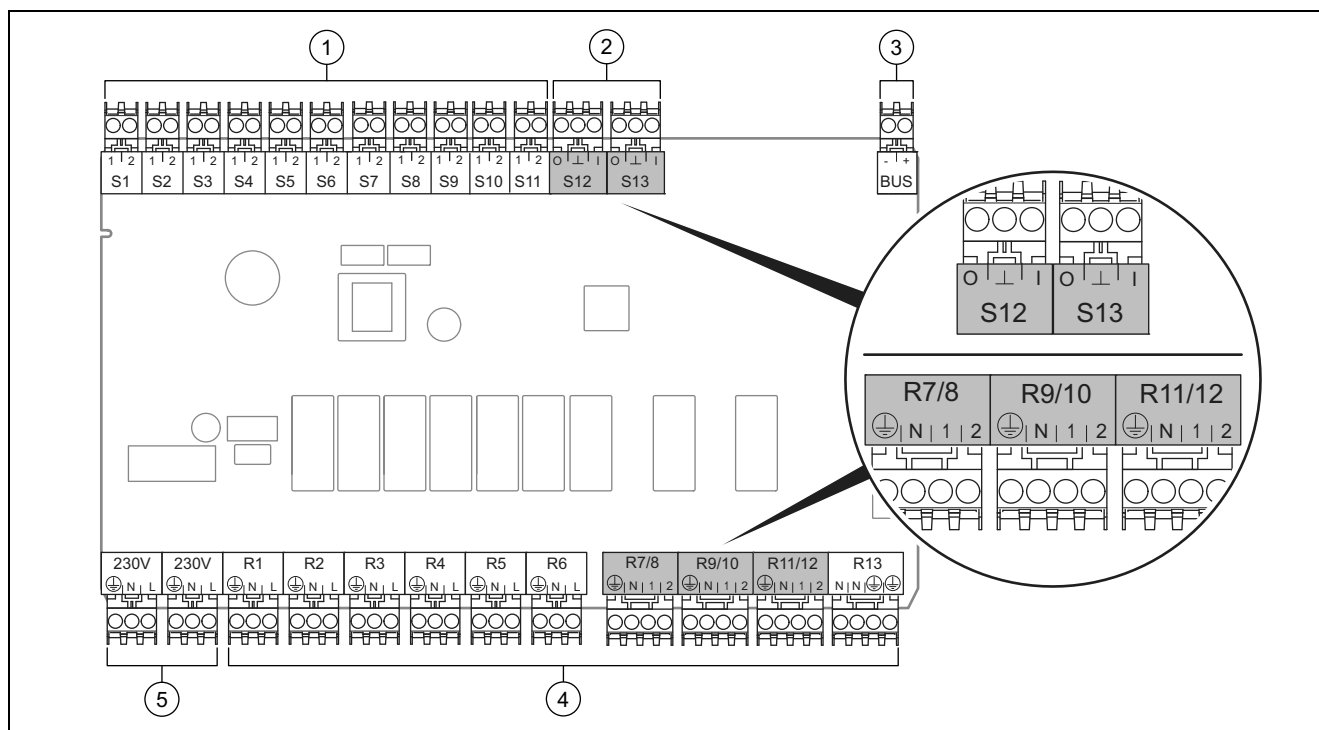 1 2 3
1 2 1 2 1 2 1 2 1 2 1 2 1 2 1 2 1 2 1 2 1 2 O ⊥ I O ⊥ I - +
S1 S2 S3 S4 S5 S6 S7 S8 S9 S10 S11 S12 S13 BUS
O ⊥ I O ⊥ I
S12 S13
R7/8 R9/10 R11/12
⏚ N 1 2 ⏚ N 1 2 ⏚ N 1 2
230V 230V R1 R2 R3 R4 R5 R6 R7/8 R9/10 R11/12 R13
⏚ N L ⏚ N L ⏚ N L ⏚ N L ⏚ N L ⏚ N L ⏚ N L ⏚ N L ⏚ N 1 2 ⏚ N 1 2 ⏚ N 1 2 N N ⏚ ⏚
5 4